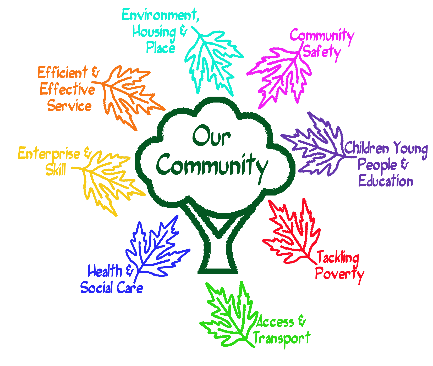 Environment,
Housing &
Place
Community
Safety
Efficient &
Effective
Service
Our
Community
Children Young
People &
Education
Enterprise &
Skill
Tackling
Poverty
Health &
Social Care
Access &
Transport